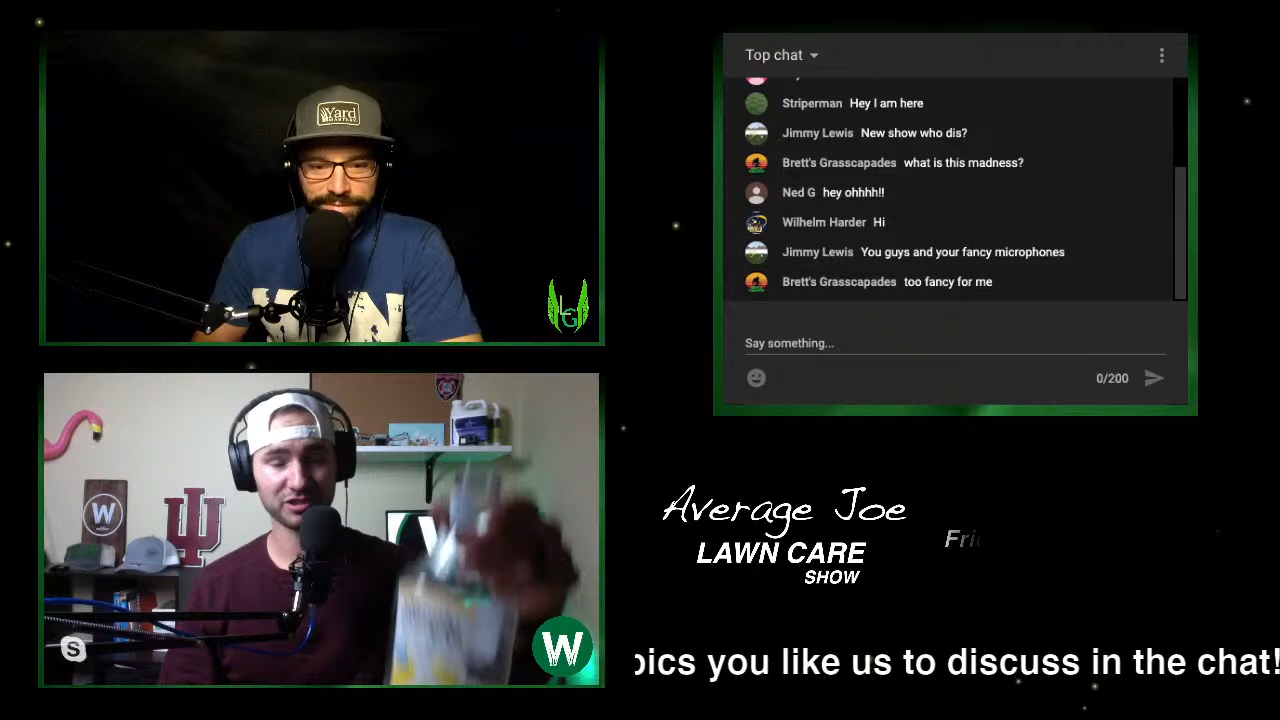 Yard
MASTERY
LG
Top chat
Striperman Hey I am here
Jimmy Lewis New show who dis?
Brett's Grasscapades what is this madness?
Ned G hey ohhhh!!
Wilhelm Harder Hi
Jimmy Lewis You guys and your fancy microphones
Brett's Grasscapades too fancy for me
Say something...
0/200
W
S
W
Average Joe
LAWN CARE
SHOW
Fri
pics you like us to discuss in the chat!